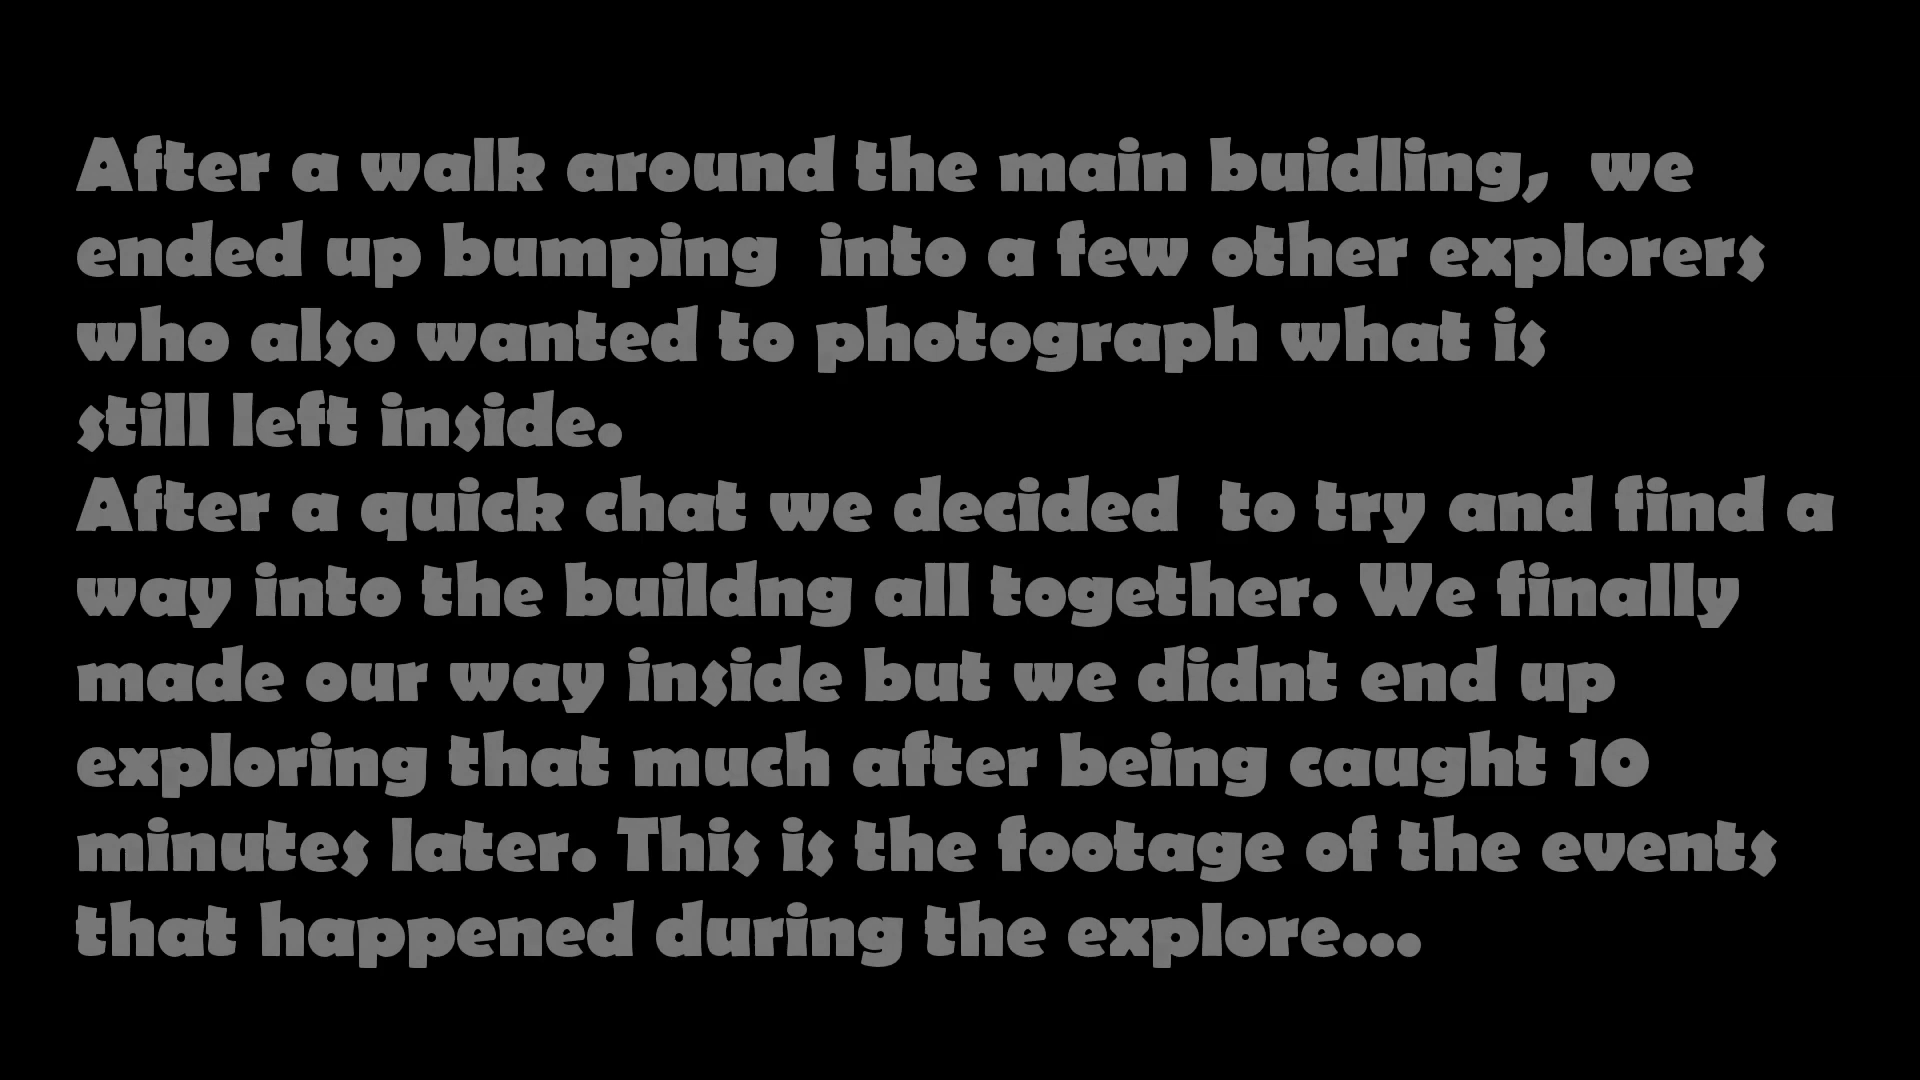 After a walk around the main buidling,  we
ended up bumping  into a few other explorers
who also wanted to photograph what is
still left inside.
After a quick chat we decided  to try and find a
way into the buildng all together. We finally
made our way inside but we didnt end up
exploring that much after being caught 10
minutes later. This is the footage of the events
that happened during the explore...